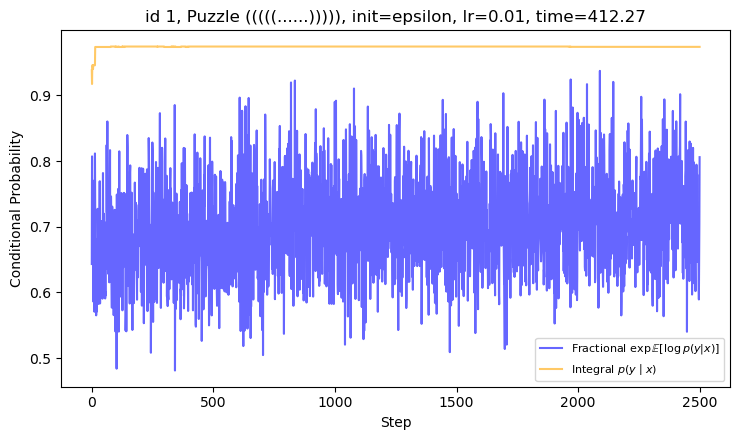 id 1, Puzzle (((((......))))), init=epsilon, lr=0.01, time=412.27
Conditional Probability
0.9
0.8
0.7
0.6
0.5
0
500
1000
1500
2000
2500
Step
Fractional exp𝔼[log p(y|x)]
Integral p(y | x)